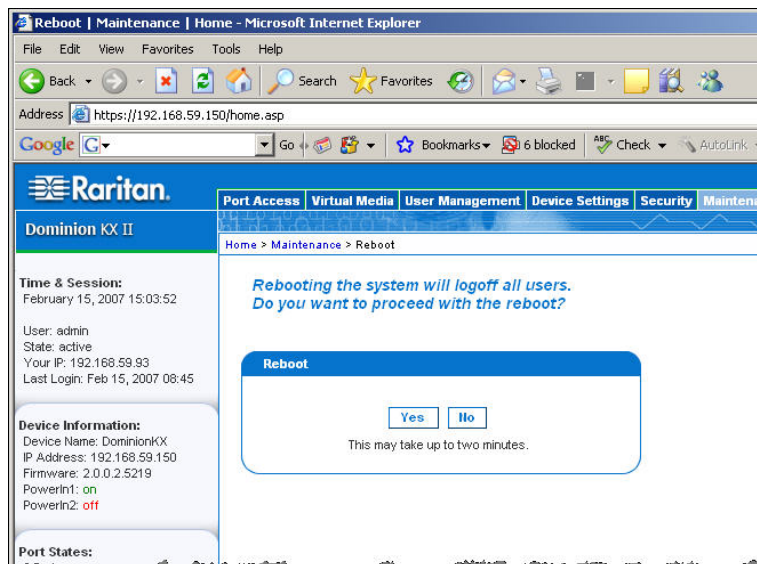 Reboot | Maintenance | Home - Microsoft Internet Explorer
File Edit View Favorites Tools Help
Back Search Favorites
Address https://192.168.59.150/home.asp
Google G Go Bookmarks 6 blocked ABC Check AutoLink
Raritan.
Port Access Virtual Media User Management Device Settings Security Maintena
Dominion KX II
Home > Maintenance > Reboot
Time & Session:
February 15, 2007 15:03:52
User: admin
State: active
Your IP: 192.168.59.93
Last Login: Feb 15, 2007 08:45
Device Information:
Device Name: DominionKX
IP Address: 192.168.59.150
Firmware: 2.0.0.2.5219
PowerIn1: on
PowerIn2: off
Port States:
Rebooting the system will logoff all users.
Do you want to proceed with the reboot?
Reboot
Yes No
This may take up to two minutes.